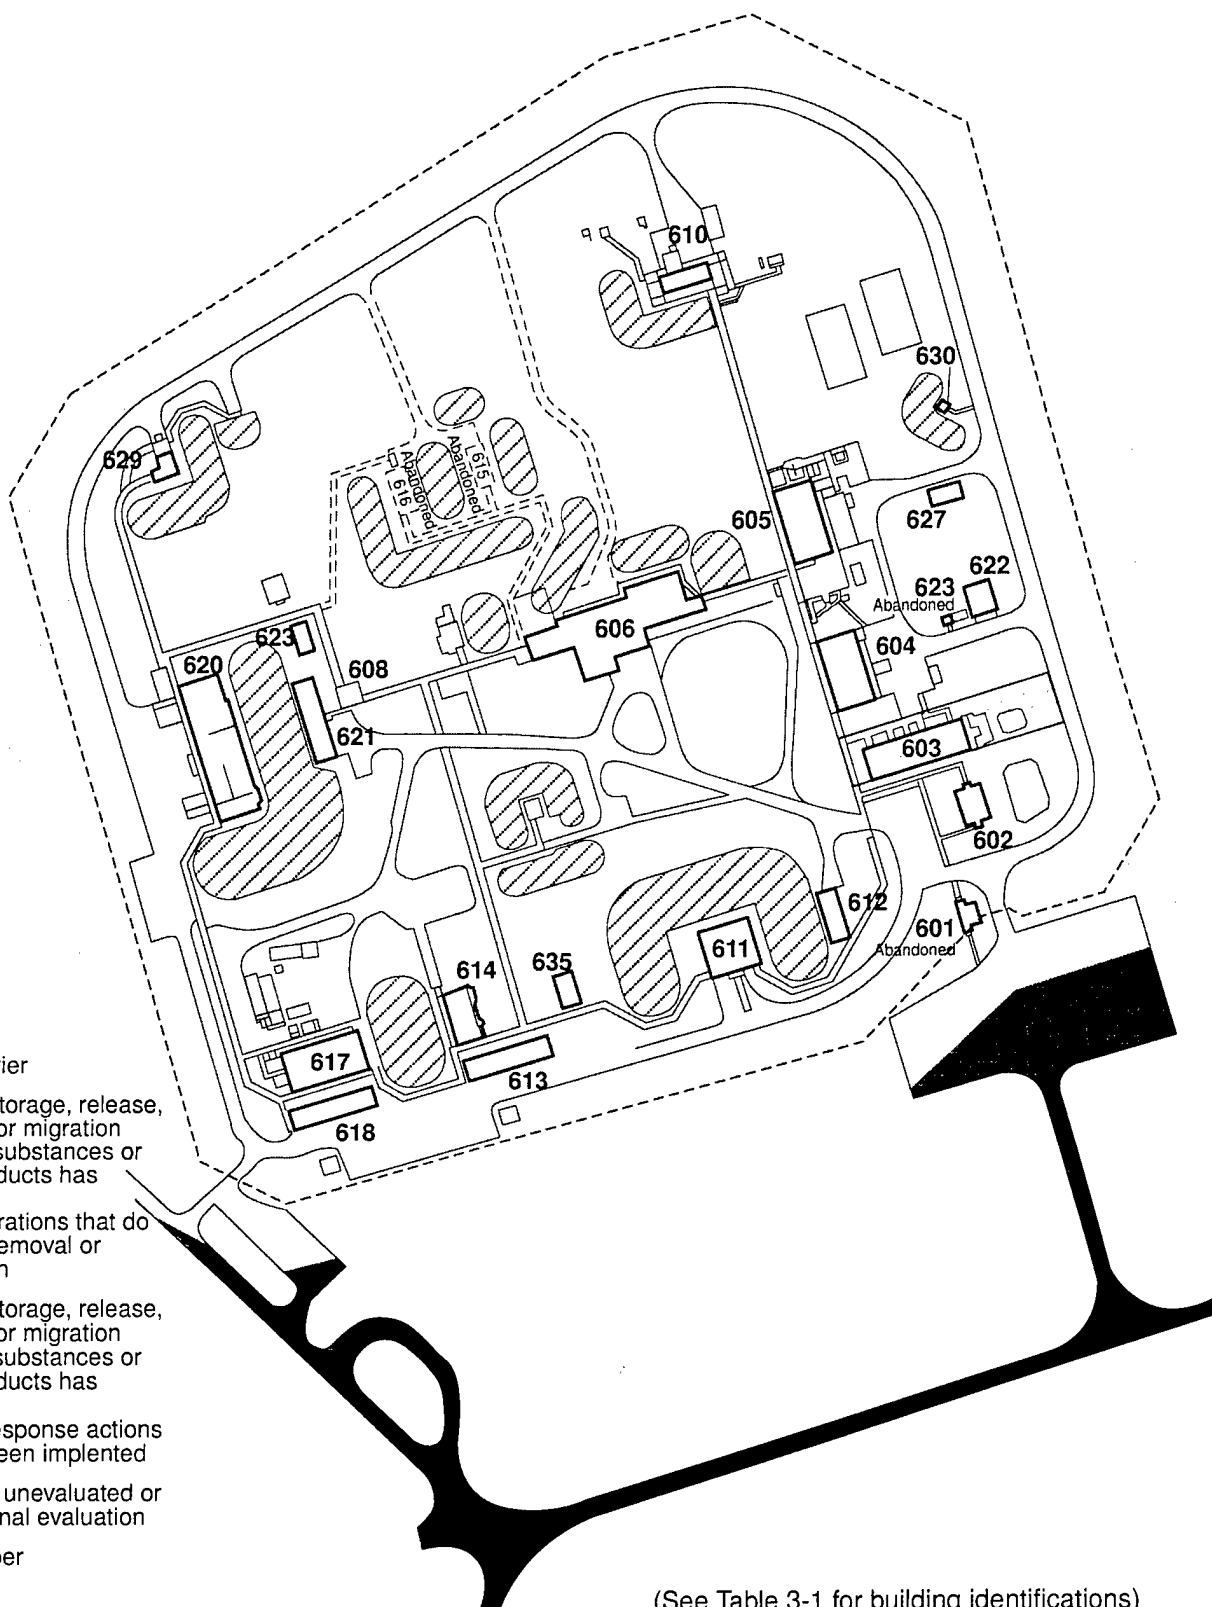 610
630
629
615
Abandoned
616
Abandoned
605
627
622
623
Abandoned
606
604
623
620
608
621
603
602
612
601
Abandoned
611
635
614
617
613
618
ier
torage, release,
or migration
substances or
ducts has
rations that do
emoval or
n
torage, release,
or migration
substances or
ducts has
esponse actions
een implented
unevaluated or
nal evaluation
er
(See Table 3-1 for building identifications)